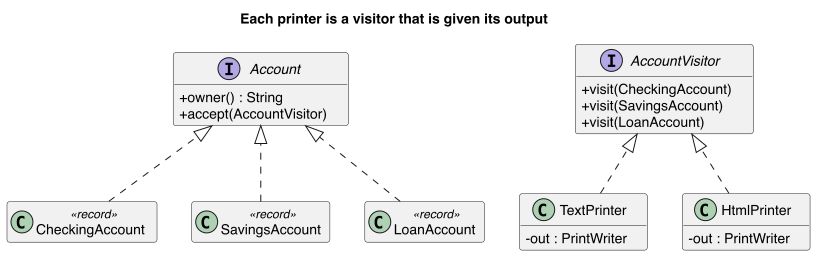 Each printer is a visitor that is given its output
I Account
+owner() : String
+accept(AccountVisitor)
I AccountVisitor
+visit(CheckingAccount)
+visit(SavingsAccount)
+visit(LoanAccount)
C «record»
CheckingAccount
C «record»
SavingsAccount
C «record»
LoanAccount
C TextPrinter
-out : PrintWriter
C HtmlPrinter
-out : PrintWriter